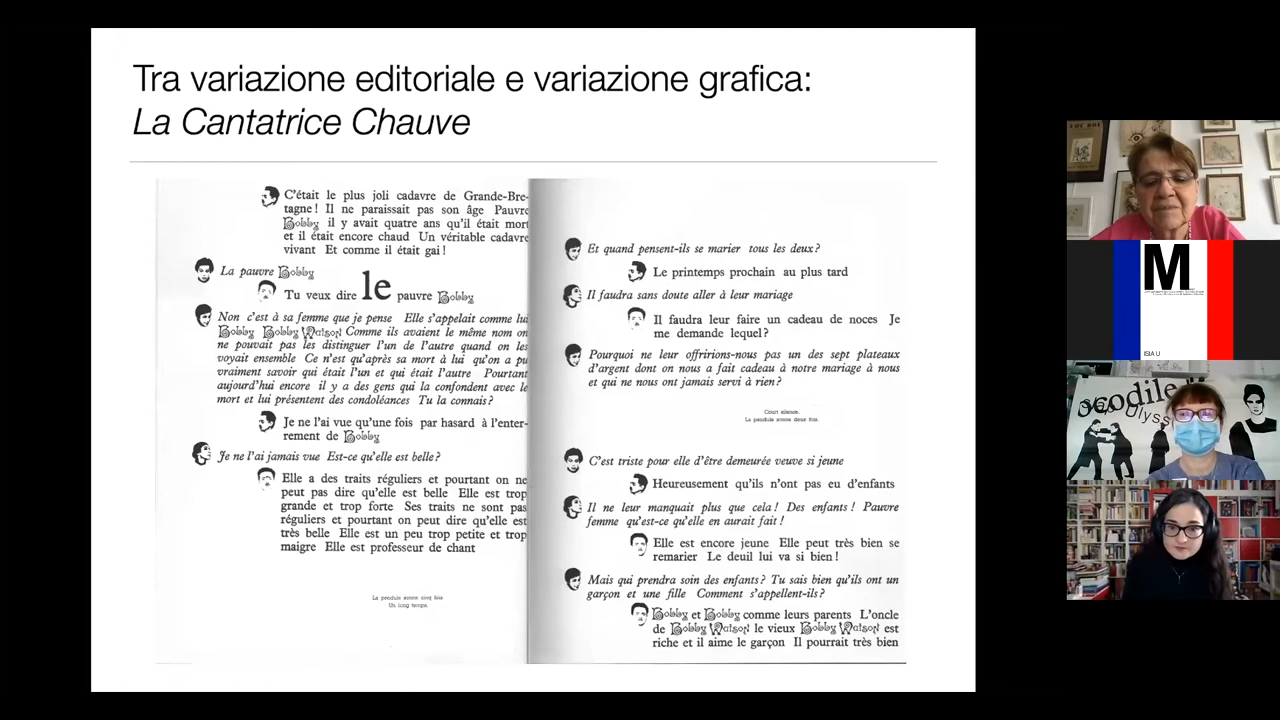 Tra variazione editoriale e variazione grafica:
La Cantatrice Chauve
C'était le plus joli cadavre de Grande-Bre-
tagne! Il ne paraissait pas son âge Pauvre
Bobby il y avait quatre ans qu'il était mort
et il était encore chaud Un véritable cadavre
vivant Et comme il était gai!
La pauvre Bobby
Tu veux dire le pauvre Bobby
Non c'est à sa femme que je pense Elle s'appelait comme lui
Bobby Bobby Watson Comme ils avaient le même nom on
ne pouvait pas les distinguer l'un de l'autre quand on les
voyait ensemble Ce n'est qu'après sa mort à lui qu'on a pu
vraiment savoir qui était l'un et qui était l'autre Pourtant
aujourd'hui encore il y a des gens qui la confondent avec le
mort et lui présentent des condoléances Tu la connais?
Je ne l'ai vue qu'une fois par hasard à l'enter-
rement de Bobby
Je ne l'ai jamais vue Est-ce qu'elle est belle?
Elle a des traits réguliers et pourtant on ne
peut pas dire qu'elle est belle Elle est trop
grande et trop forte Ses traits ne sont pas
réguliers et pourtant on peut dire qu'elle est
très belle Elle est un peu trop petite et trop
maigre Elle est professeur de chant
La pendule sonne cinq fois
Un long temps.
Et quand pensent-ils se marier tous les deux?
Le printemps prochain au plus tard
Il faudra sans doute aller à leur mariage
Il faudra leur faire un cadeau de noces Je
me demande lequel?
Pourquoi ne leur offririons-nous pas un des sept plateaux
d'argent dont on nous a fait cadeau à notre mariage à nous
et qui ne nous ont jamais servi à rien?
Court silence.
La pendule sonne deux fois.
C'est triste pour elle d'être demeurée veuve si jeune
Heureusement qu'ils n'ont pas eu d'enfants
Il ne leur manquait plus que cela! Des enfants! Pauvre
femme qu'est-ce qu'elle en aurait fait!
Elle est encore jeune Elle peut très bien se
remarier Le deuil lui va si bien!
Mais qui prendra soin des enfants? Tu sais bien qu'ils ont un
garçon et une fille Comment s'appellent-ils?
Bobby et Bobby comme leurs parents L'oncle
de Bobby Watson le vieux Bobby Watson est
riche et il aime le garçon Il pourrait très bien
M
ISIA U
ocodile
Ulyss